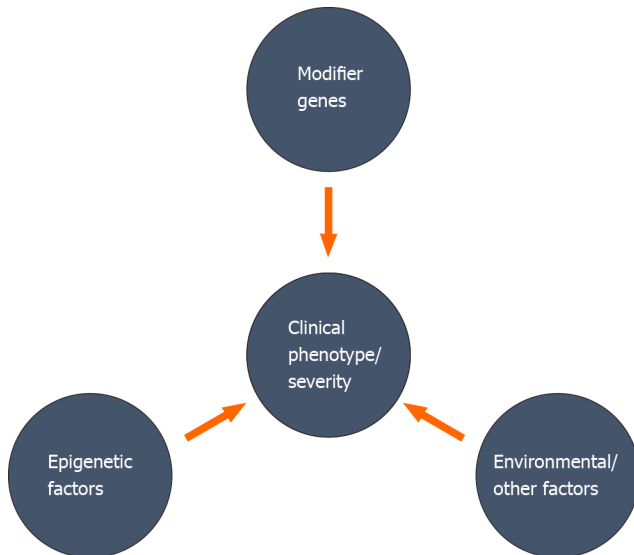 Modifier
genes
Clinical
phenotype/
severity
Epigenetic
factors
Environmental/
other factors